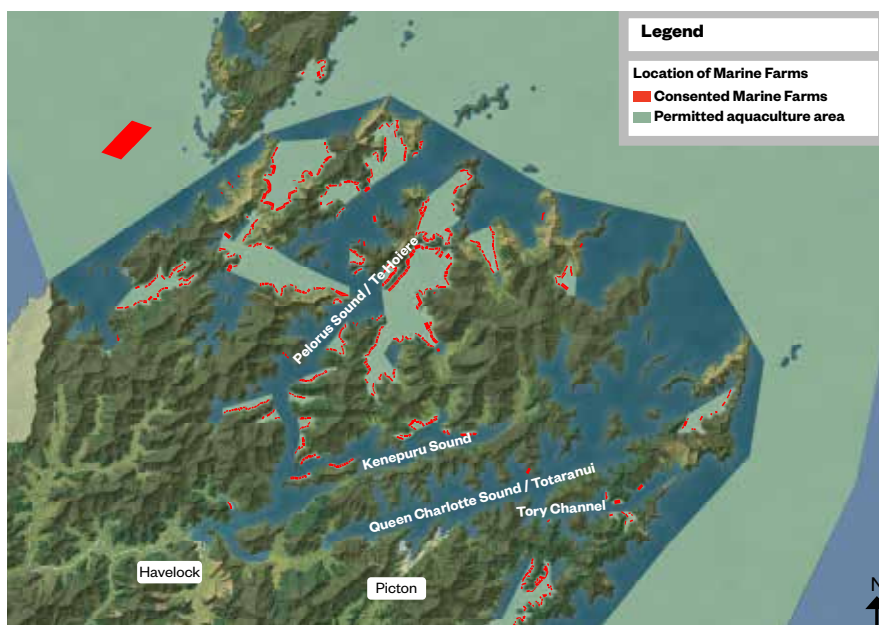 Legend
Location of Marine Farms
Consented Marine Farms
Permitted aquaculture area
Pelorus Sound / Te Hoiere
Kenepuru Sound
Queen Charlotte Sound / Totaranui
Tory Channel
Havelock
Picton
N